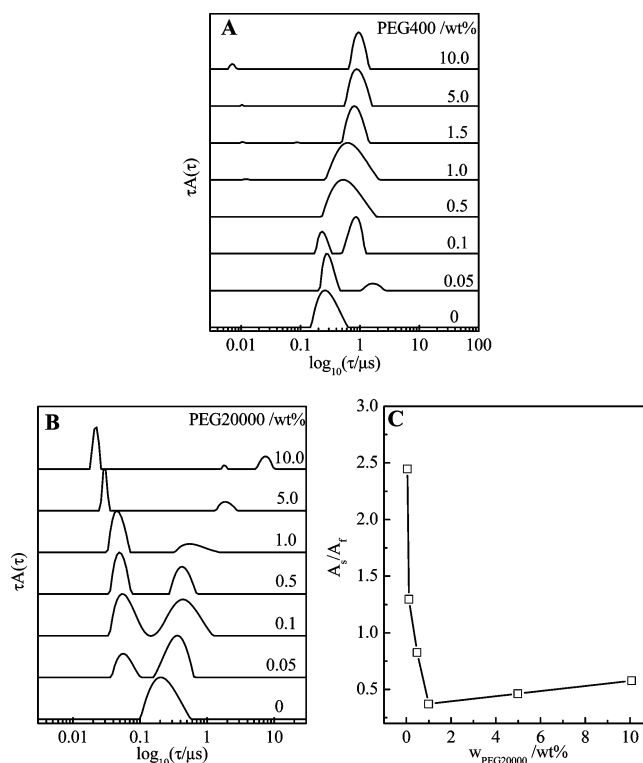 A
PEG400 /wt%
10.0
5.0
1.5
1.0
0.5
0.1
0.05
0
τA(τ)
0.01 0.1 1 10 100
log10(τ/μs)
B
PEG20000 /wt%
10.0
5.0
1.0
0.5
0.1
0.05
0
τA(τ)
0.01 0.1 1 10
log10(τ/μs)
C
3.0
2.5
2.0
1.5
1.0
0.5
As/Af
0 2 4 6 8 10
wPEG20000 /wt%